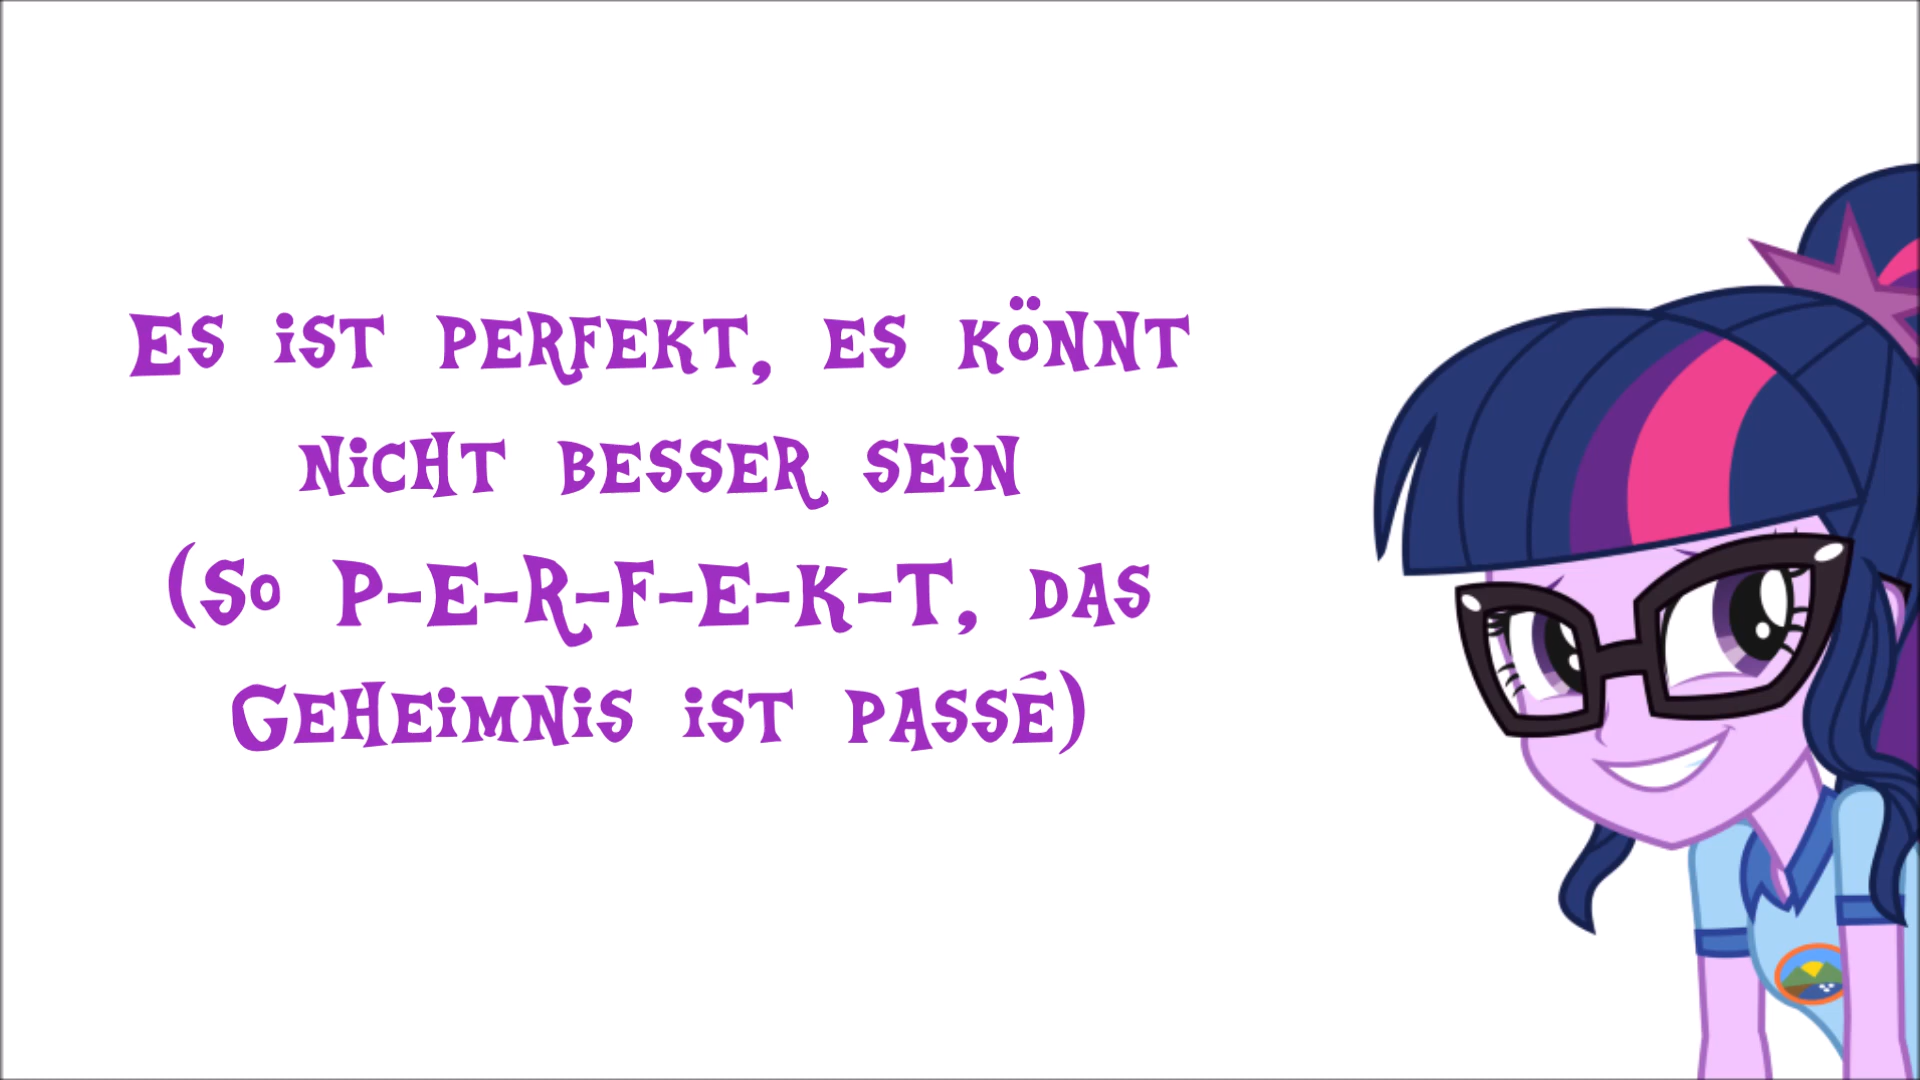 Es ist perfekt, es könnt
nicht besser sein
(So P-E-R-F-E-K-T, das
Geheimnis ist passé)